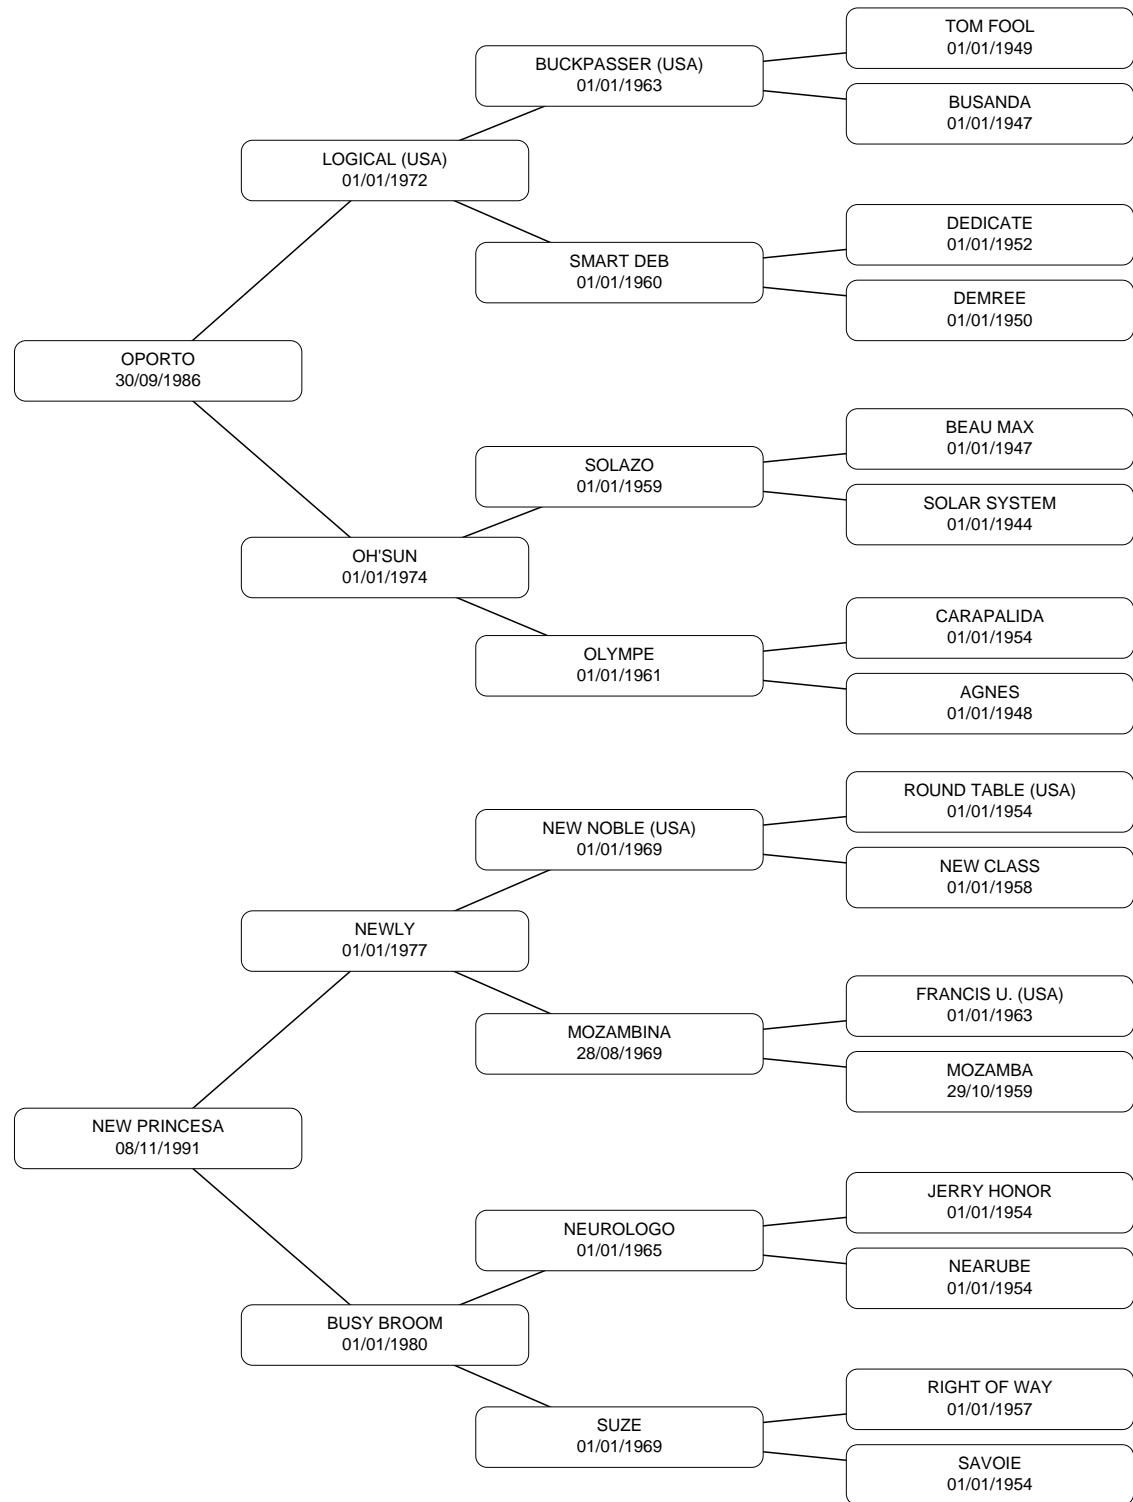 TOM FOOL
01/01/1949
BUCKPASSER (USA)
01/01/1963
BUSANDA
01/01/1947
LOGICAL (USA)
01/01/1972
DEDICATE
01/01/1952
SMART DEB
01/01/1960
DEMREE
01/01/1950
OPORTO
30/09/1986
BEAU MAX
01/01/1947
SOLAZO
01/01/1959
SOLAR SYSTEM
01/01/1944
OH'SUN
01/01/1974
CARAPALIDA
01/01/1954
OLYMPE
01/01/1961
AGNES
01/01/1948
ROUND TABLE (USA)
01/01/1954
NEW NOBLE (USA)
01/01/1969
NEW CLASS
01/01/1958
NEWLY
01/01/1977
FRANCIS U. (USA)
01/01/1963
MOZAMBINA
28/08/1969
MOZAMBA
29/10/1959
NEW PRINCESA
08/11/1991
JERRY HONOR
01/01/1954
NEUROLOGO
01/01/1965
NEARUBE
01/01/1954
BUSY BROOM
01/01/1980
RIGHT OF WAY
01/01/1957
SUZE
01/01/1969
SAVOIE
01/01/1954